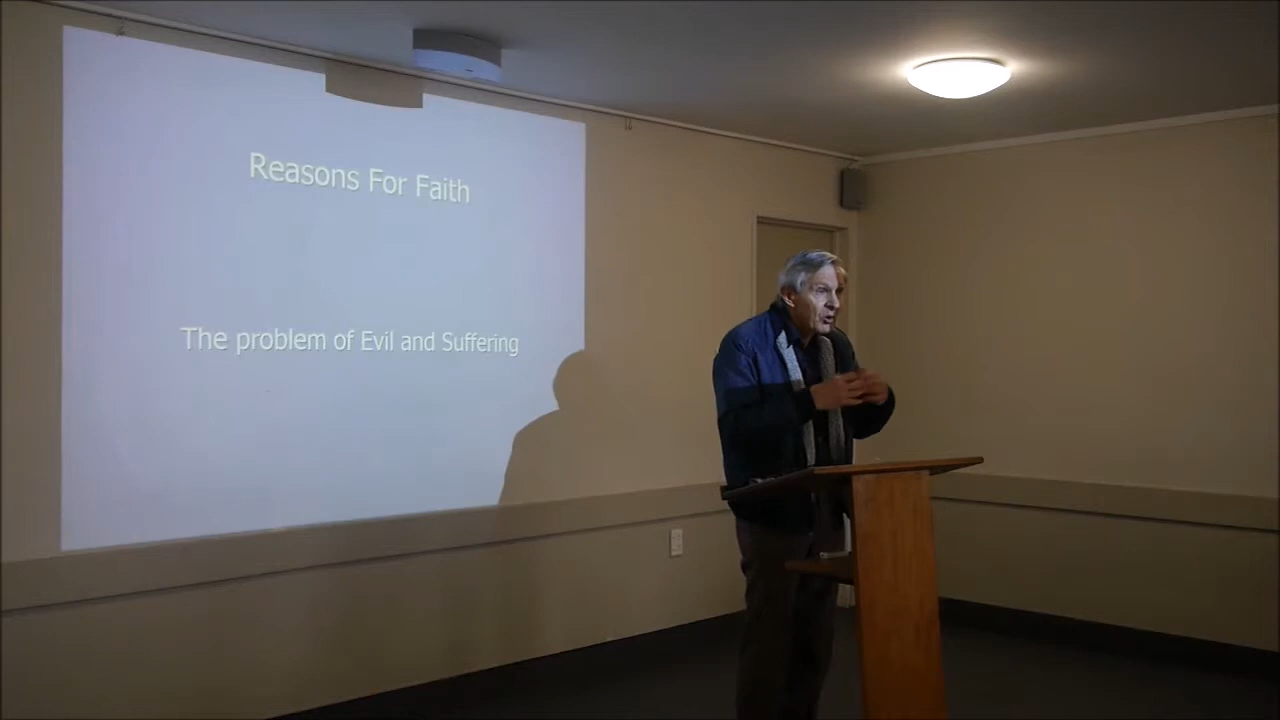 Reasons For Faith
The problem of Evil and Suffering